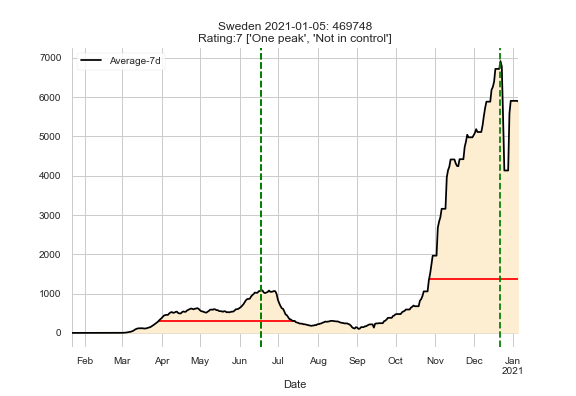 Sweden 2021-01-05: 469748
Rating:7 ['One peak', 'Not in control']
Average-7d
7000
6000
5000
4000
3000
2000
1000
0
Feb Mar Apr May Jun Jul Aug Sep Oct Nov Dec Jan
2021
Date